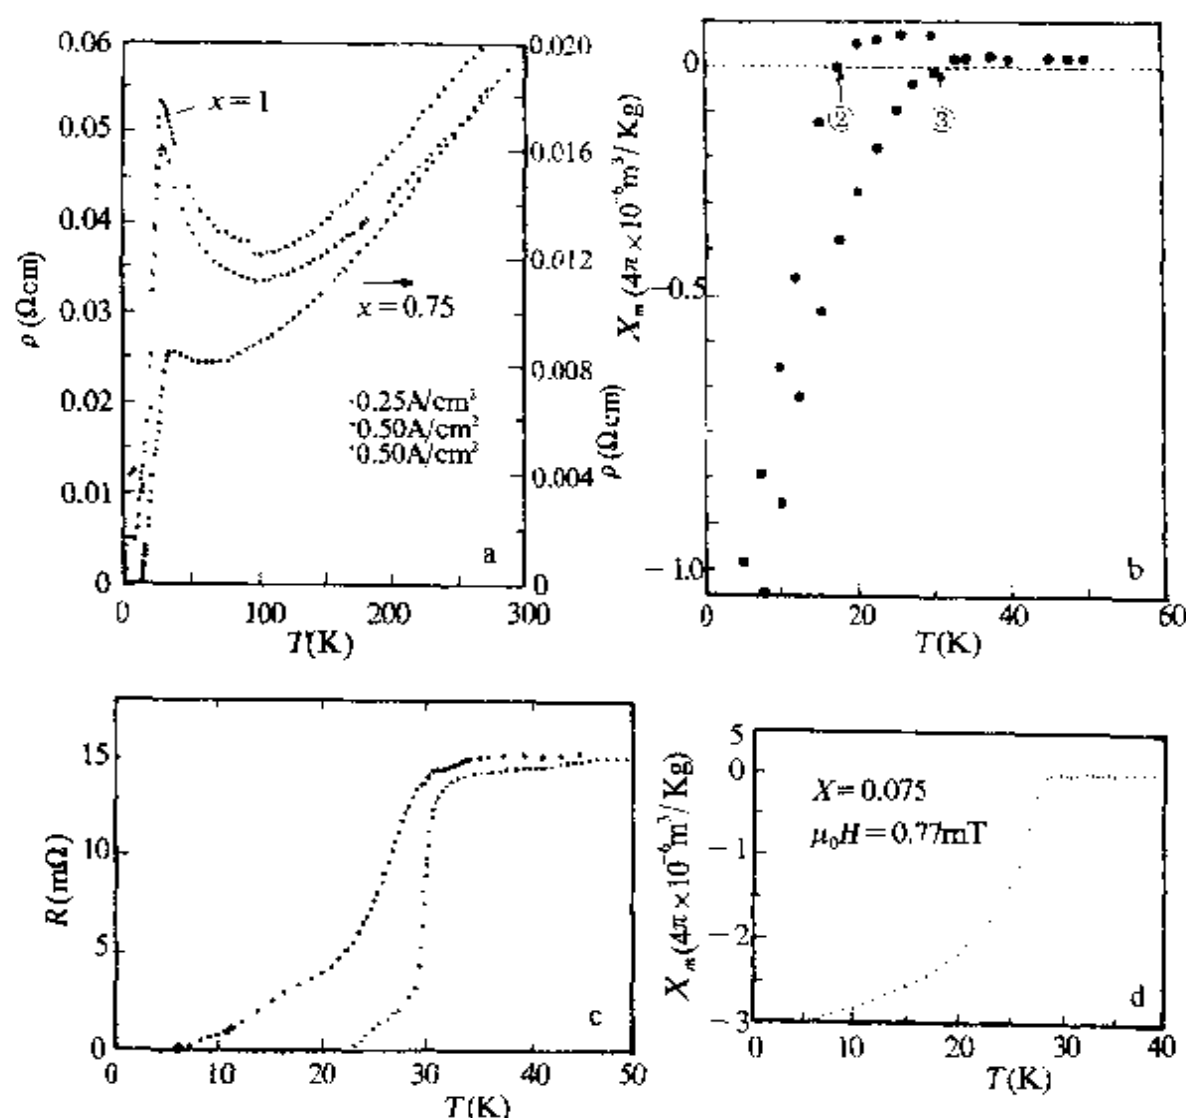 0.06
0.05
0.04
0.03
0.02
0.01
0
ρ (Ωcm)
x=1
x=0.75
·0.25A/cm²
·0.50A/cm²
·0.50A/cm²
a
0.020
0.016
0.012
0.008
0.004
0
ρ (Ωcm)
0 100 200 300
T(K)
0
-0.5
-1.0
X_m (4π×10⁻⁶m³/Kg)
②
③
b
0 20 40 60
T(K)
15
10
5
0
R(mΩ)
c
0 10 20 30 40 50
T(K)
5
0
-1
-2
-3
X_m (4π×10⁻⁶m³/Kg)
X=0.075
μ₀H=0.77mT
d
0 10 20 30 40
T(K)